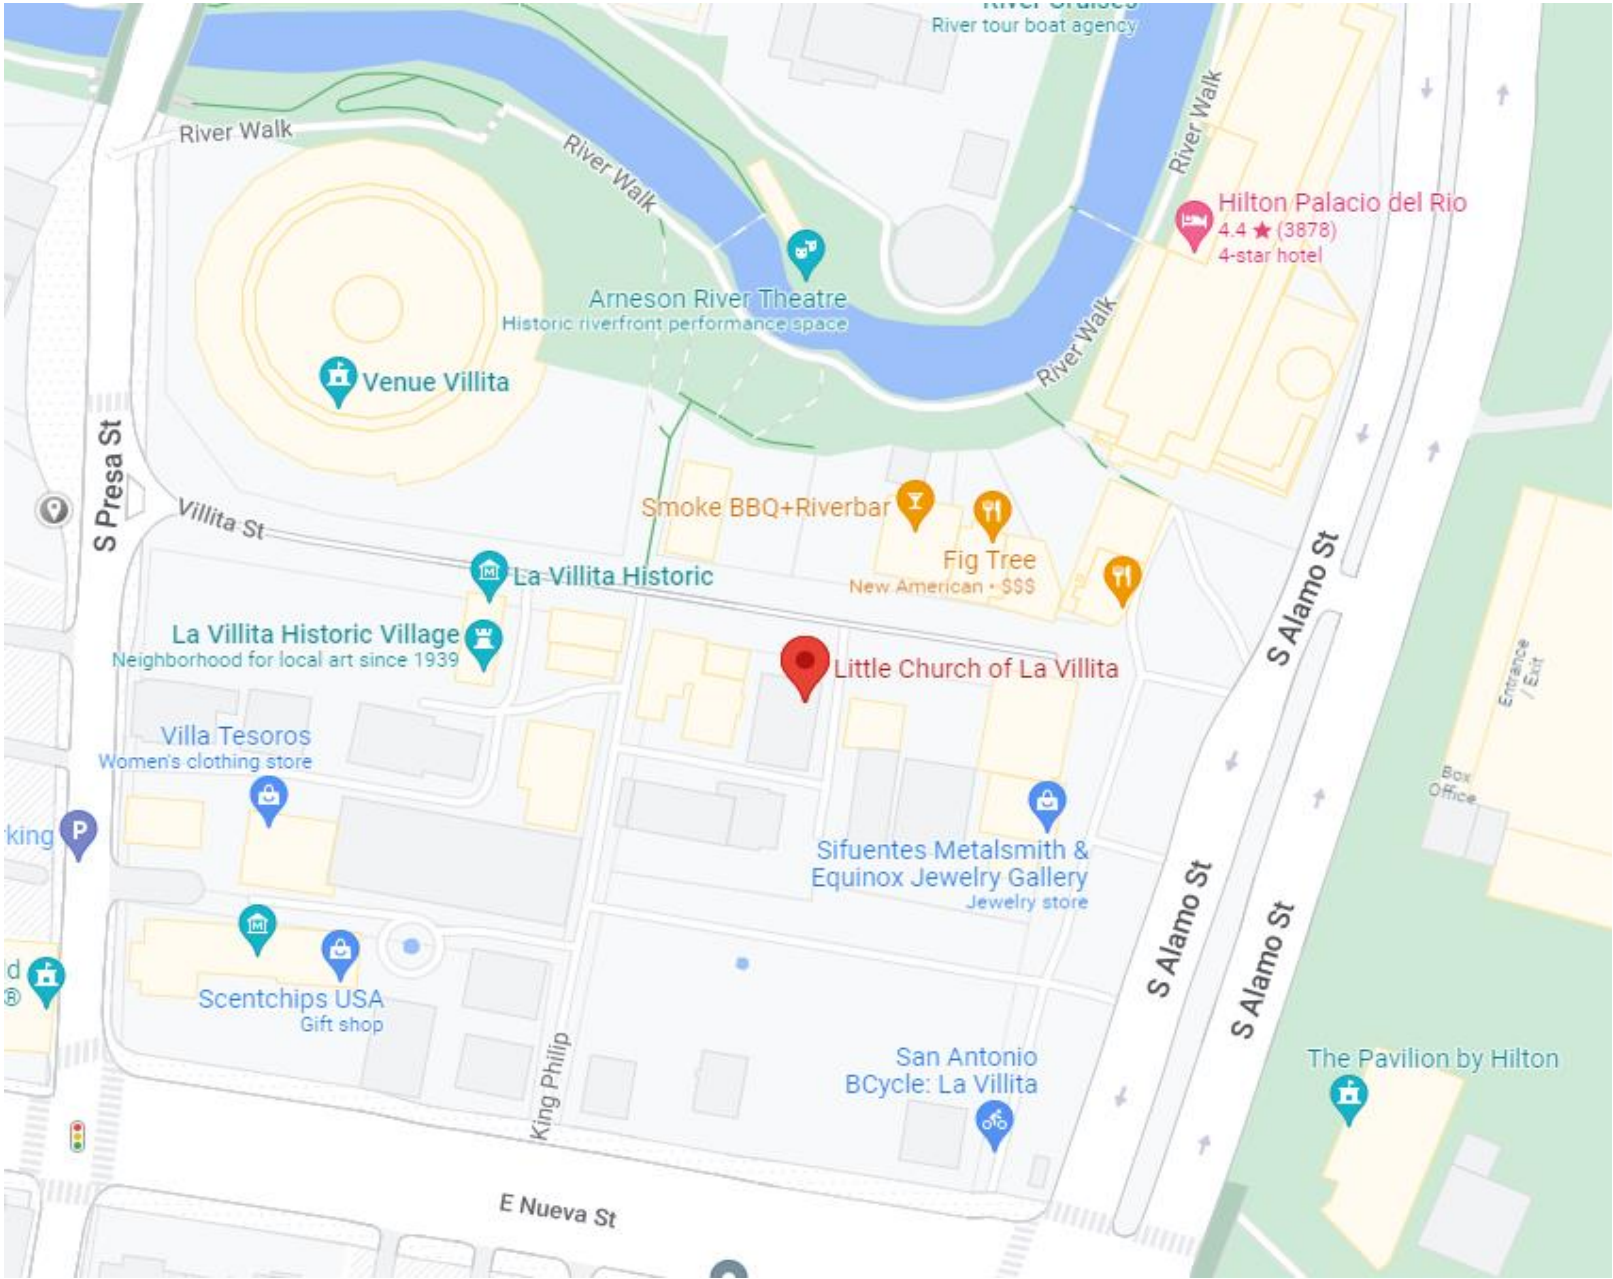 River Cruises
River tour boat agency
River Walk
River Walk
River Walk
Hilton Palacio del Rio
4.4 ★ (3878)
4-star hotel
Arneson River Theatre
Historic riverfront performance space
River Walk
Venue Villita
S Presa St
Villita St
Smoke BBQ+Riverbar
Fig Tree
New American • $$$
La Villita Historic
La Villita Historic Village
Neighborhood for local art since 1939
Little Church of La Villita
S Alamo St
Entrance
/ Exit
Villa Tesoros
Women's clothing store
Box
Office
king
P
Sifuentes Metalsmith &
Equinox Jewelry Gallery
Jewelry store
S Alamo St
S Alamo St
d
®
Scentchips USA
Gift shop
King Philip
San Antonio
BCycle: La Villita
The Pavilion by Hilton
E Nueva St